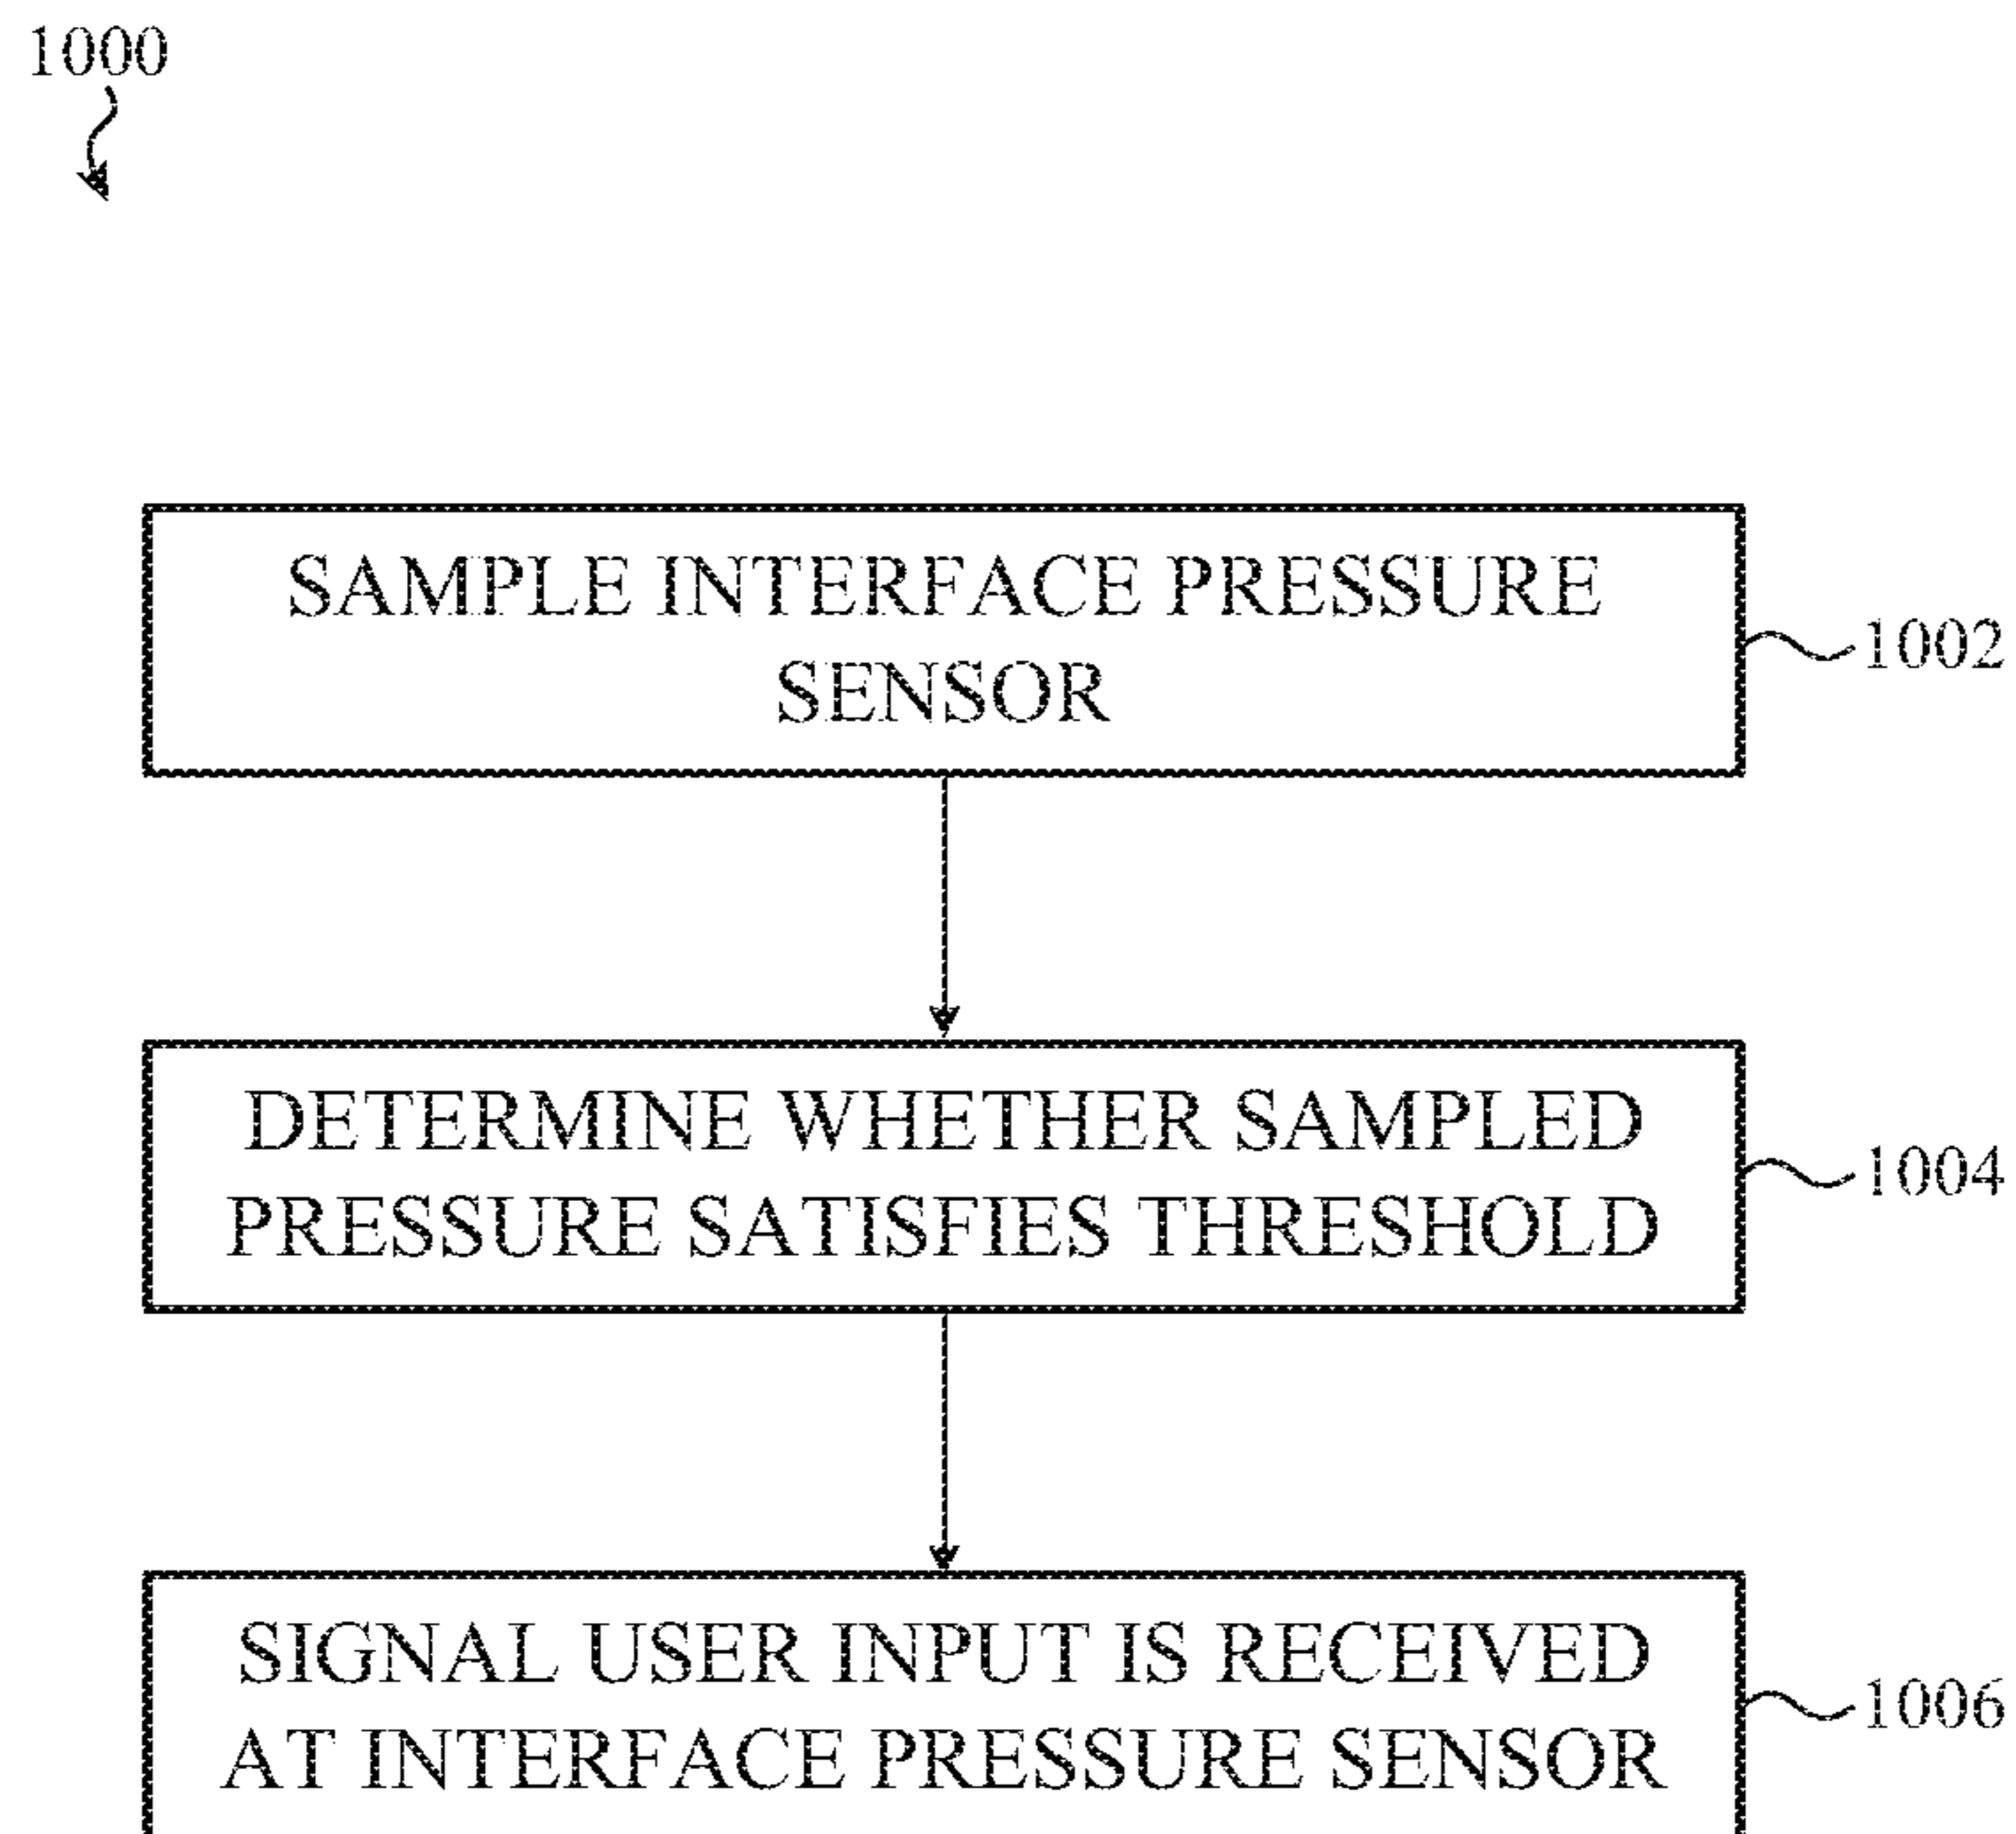 1000
SAMPLE INTERFACE PRESSURE
SENSOR
1002
DETERMINE WHETHER SAMPLED
PRESSURE SATISFIES THRESHOLD
1004
SIGNAL USER INPUT IS RECEIVED
AT INTERFACE PRESSURE SENSOR
1006